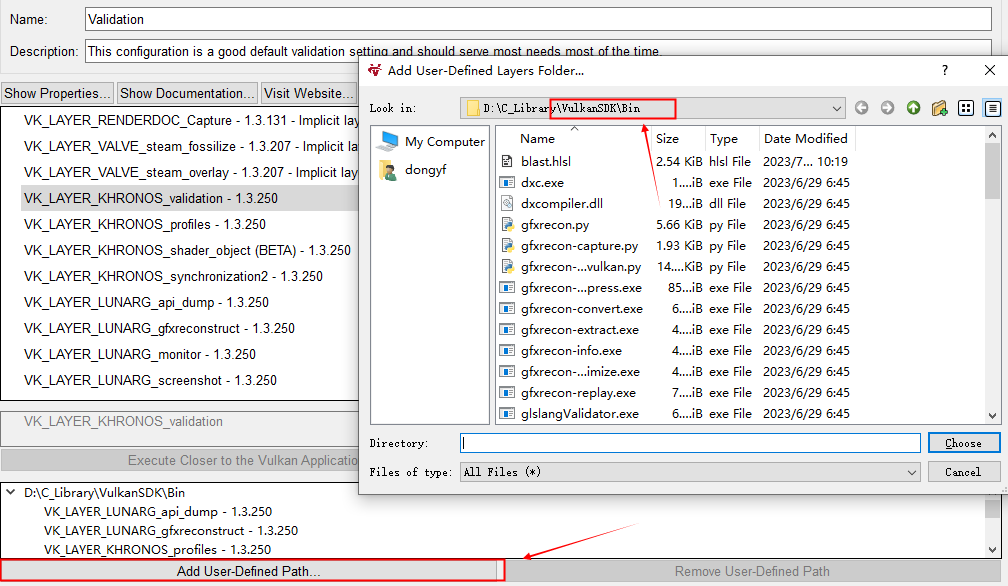 Name: Validation
Description: This configuration is a good default validation setting and should serve most needs most of the time.
Show Properties... Show Documentation... Visit Website...
VK_LAYER_RENDERDOC_Capture - 1.3.131 - Implicit lay
VK_LAYER_VALVE_steam_fossilize - 1.3.207 - Implicit la
VK_LAYER_VALVE_steam_overlay - 1.3.207 - Implicit lay
VK_LAYER_KHRONOS_validation - 1.3.250
VK_LAYER_KHRONOS_profiles - 1.3.250
VK_LAYER_KHRONOS_shader_object (BETA) - 1.3.250
VK_LAYER_KHRONOS_synchronization2 - 1.3.250
VK_LAYER_LUNARG_api_dump - 1.3.250
VK_LAYER_LUNARG_gfxreconstruct - 1.3.250
VK_LAYER_LUNARG_monitor - 1.3.250
VK_LAYER_LUNARG_screenshot - 1.3.250
VK_LAYER_KHRONOS_validation
Execute Closer to the Vulkan Applicatio
D:\C_Library\VulkanSDK\Bin
VK_LAYER_LUNARG_api_dump - 1.3.250
VK_LAYER_LUNARG_gfxreconstruct - 1.3.250
VK_LAYER_KHRONOS_profiles - 1.3.250
Add User-Defined Path... Remove User-Defined Path
Add User-Defined Layers Folder... ?
Look in: D:\C_Library\VulkanSDK\Bin
My Computer
dongyf
Name Size Type Date Modified
blast.hlsl 2.54 KiB hlsl File 2023/7... 10:19
dxc.exe 1....iB exe File 2023/6/29 6:45
dxcompiler.dll 19...iB dll File 2023/6/29 6:45
gfxrecon.py 5.66 KiB py File 2023/6/29 6:45
gfxrecon-capture.py 1.93 KiB py File 2023/6/29 6:45
gfxrecon-...vulkan.py 14....KiB py File 2023/6/29 6:45
gfxrecon-...press.exe 85...iB exe File 2023/6/29 6:45
gfxrecon-convert.exe 6....iB exe File 2023/6/29 6:45
gfxrecon-extract.exe 4....iB exe File 2023/6/29 6:45
gfxrecon-info.exe 4....iB exe File 2023/6/29 6:45
gfxrecon-...imize.exe 4....iB exe File 2023/6/29 6:45
gfxrecon-replay.exe 7....iB exe File 2023/6/29 6:45
glslangValidator.exe 6....iB exe File 2023/6/29 6:45
Directory: Choose
Files of type: All Files (*) Cancel